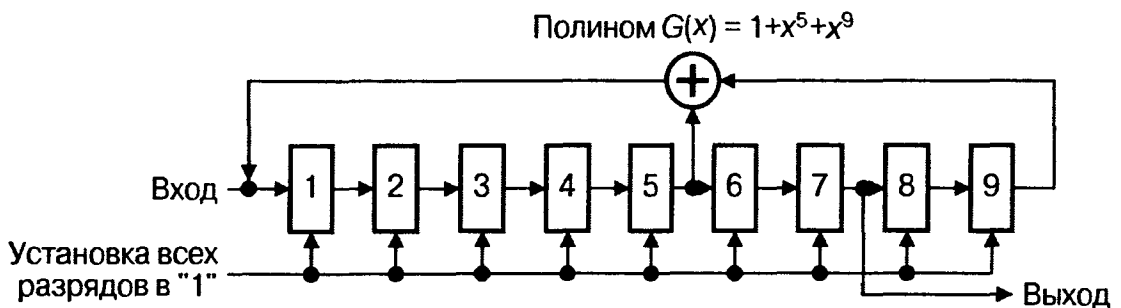 Полином G(x) = 1+x⁵+x⁹
+
Вход
1 2 3 4 5 6 7 8 9
Установка всех
разрядов в "1"
Выход